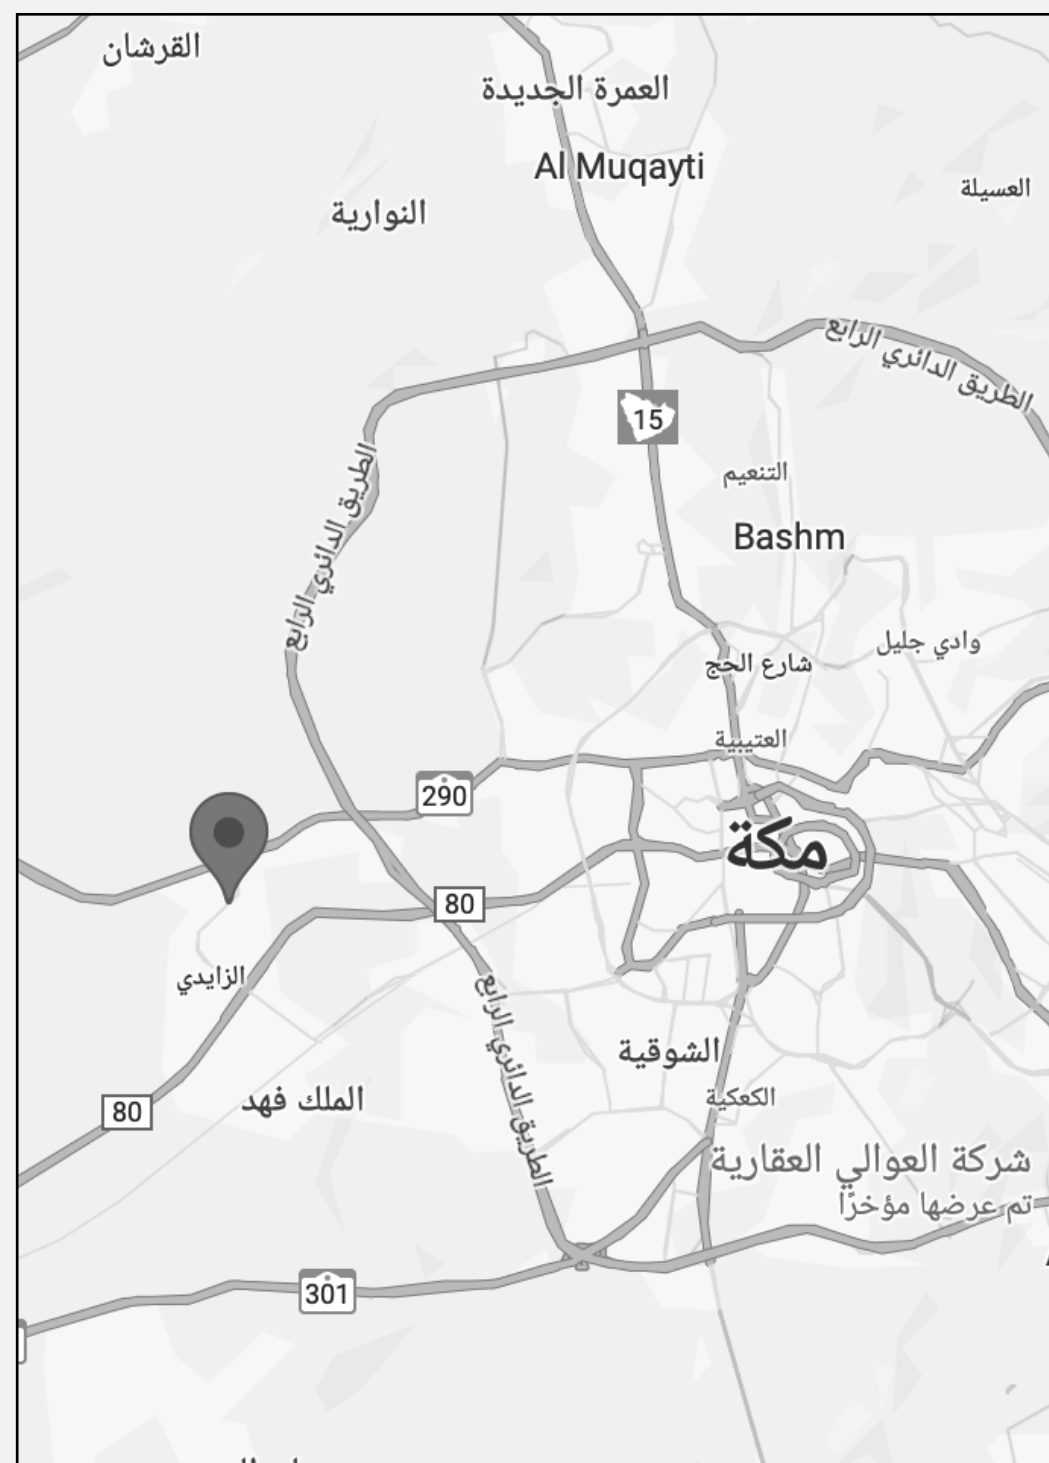 القرشان
العمرة الجديدة
Al Muqayti
العسيلة
النوارية
الطريق الدائري الرابع
15
الطريق الدائري الرابع
التنعيم
Bashm
وادي جليل
شارع الحج
العتيبية
290
مكة
80
الزايدي
الطريق الدائري الرابع
الشوقية
الملك فهد
80
الكعكية
شركة العوالي العقارية
تم عرضها مؤخرًا
301